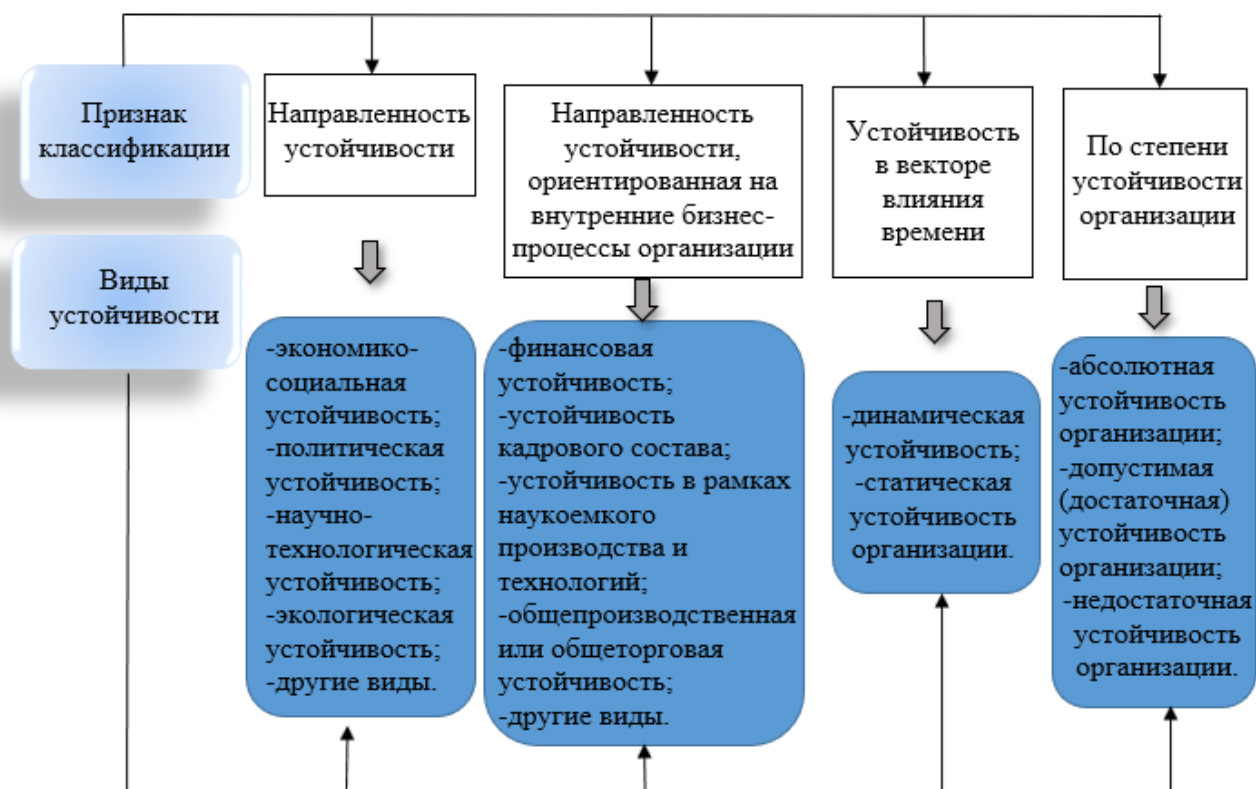 Признак
классификации
Направленность
устойчивости
Направленность
устойчивости,
ориентированная на
внутренние бизнес-
процессы организации
Устойчивость
в векторе
влияния
времени
По степени
устойчивости
организации
Виды
устойчивости
-экономико-
социальная
устойчивость;
-политическая
устойчивость;
-научно-
технологическая
устойчивость;
-экологическая
устойчивость;
-другие виды.
-финансовая
устойчивость;
-устойчивость
кадрового состава;
-устойчивость в рамках
наукоемкого
производства и
технологий;
-общепроизводственная
или общеторговая
устойчивость;
-другие виды.
-динамическая
устойчивость;
-статическая
устойчивость
организации.
-абсолютная
устойчивость
организации;
-допустимая
(достаточная)
устойчивость
организации;
-недостаточная
устойчивость
организации.